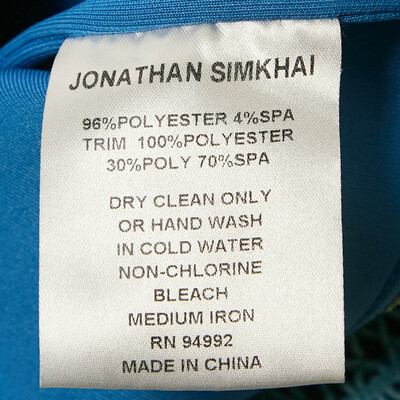 JONATHAN SIMKHAI
96%POLYESTER 4%SPA
TRIM 100%POLYESTER
30%POLY 70%SPA
DRY CLEAN ONLY
OR HAND WASH
IN COLD WATER
NON-CHLORINE
BLEACH
MEDIUM IRON
RN 94992
MADE IN CHINA